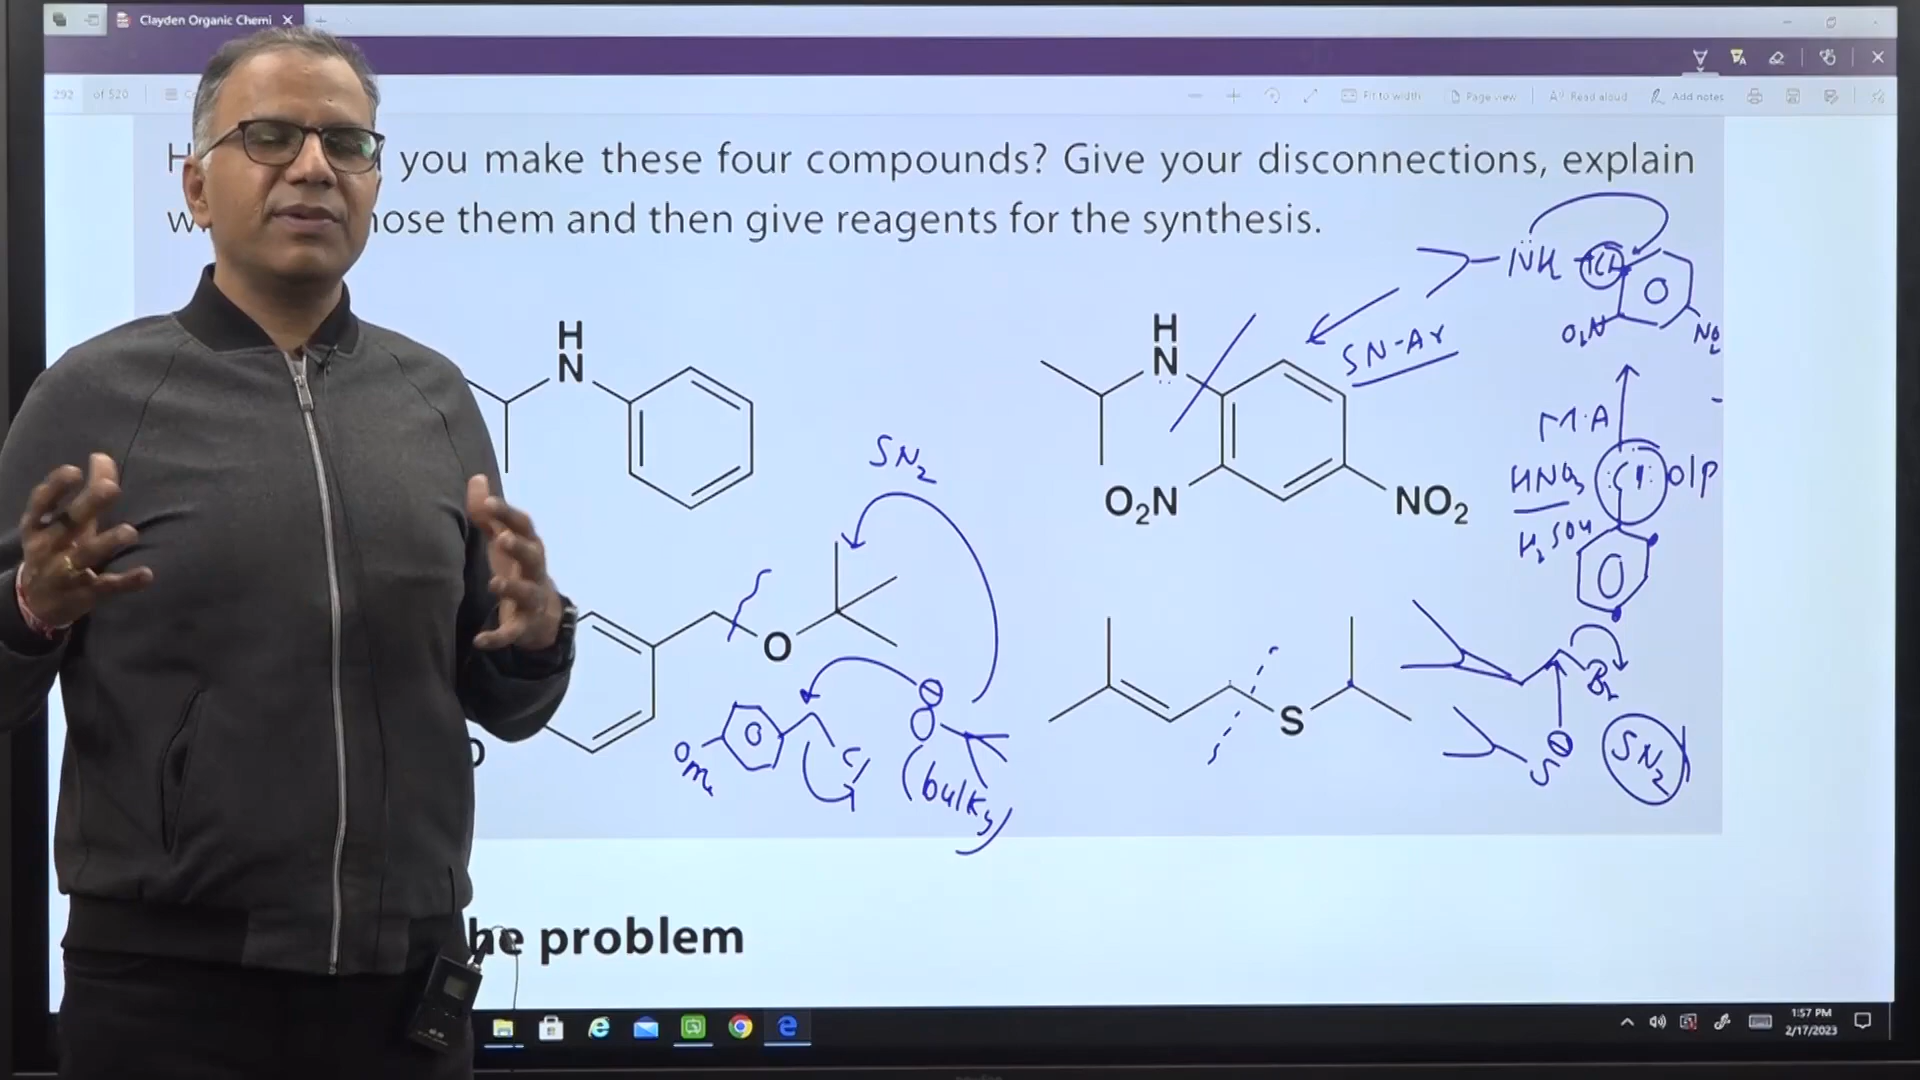 Clayden Organic Chemi
292 of 520
Fit to width Page view Read aloud Add notes
you make these four compounds? Give your disconnections, explain
hose them and then give reagents for the synthesis.
H
N
H
N
O2N
NO2
SN-Ar
NH
O2N
NO2
M.A
HNO3
Cl
O/P
H2SO4
SN2
O
S
Br
S
SN2
OMe
Cl
O
(bulky)
he problem
1:57 PM
2/17/2023